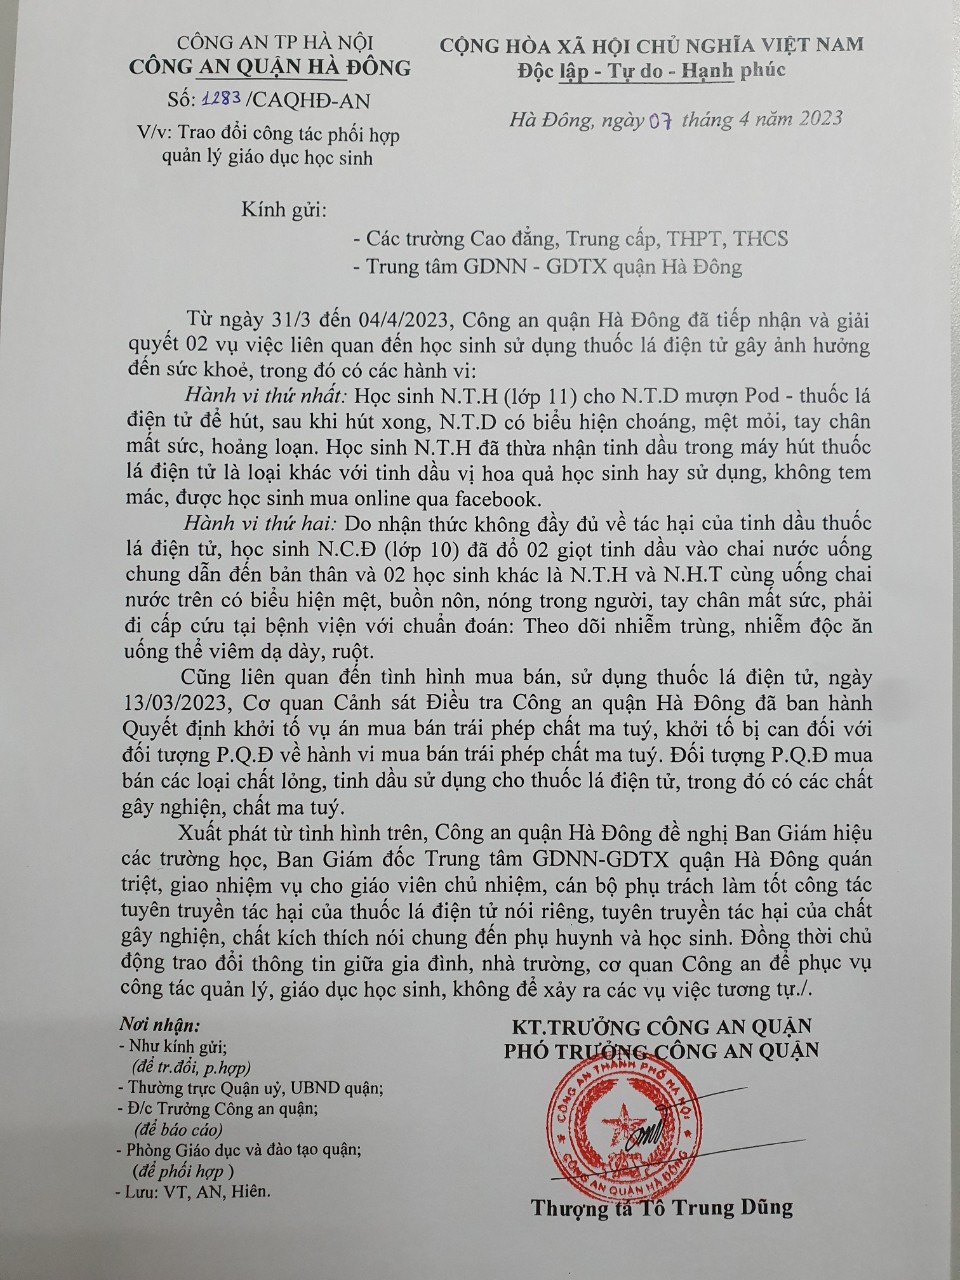 CÔNG AN TP HÀ NỘI
CÔNG AN QUẬN HÀ ĐÔNG
Số: 1283/CAQHĐ-AN
V/v: Trao đổi công tác phối hợp
quản lý giáo dục học sinh
CỘNG HÒA XÃ HỘI CHỦ NGHĨA VIỆT NAM
Độc lập - Tự do - Hạnh phúc
Hà Đông, ngày 07 tháng 4 năm 2023
Kính gửi:
- Các trường Cao đẳng, Trung cấp, THPT, THCS
- Trung tâm GDNN - GDTX quận Hà Đông
Từ ngày 31/3 đến 04/4/2023, Công an quận Hà Đông đã tiếp nhận và giải
quyết 02 vụ việc liên quan đến học sinh sử dụng thuốc lá điện tử gây ảnh hưởng
đến sức khoẻ, trong đó có các hành vi:
Hành vi thứ nhất: Học sinh N.T.H (lớp 11) cho N.T.D mượn Pod - thuốc lá
điện tử để hút, sau khi hút xong, N.T.D có biểu hiện choáng, mệt mỏi, tay chân
mất sức, hoảng loạn. Học sinh N.T.H đã thừa nhận tinh dầu trong máy hút thuốc
lá điện tử là loại khác với tinh dầu vị hoa quả học sinh hay sử dụng, không tem
mác, được học sinh mua online qua facebook.
Hành vi thứ hai: Do nhận thức không đầy đủ về tác hại của tinh dầu thuốc
lá điện tử, học sinh N.C.Đ (lớp 10) đã đổ 02 giọt tinh dầu vào chai nước uống
chung dẫn đến bản thân và 02 học sinh khác là N.T.H và N.H.T cùng uống chai
nước trên có biểu hiện mệt, buồn nôn, nóng trong người, tay chân mất sức, phải
đi cấp cứu tại bệnh viện với chuẩn đoán: Theo dõi nhiễm trùng, nhiễm độc ăn
uống thể viêm dạ dày, ruột.
Cũng liên quan đến tình hình mua bán, sử dụng thuốc lá điện tử, ngày
13/03/2023, Cơ quan Cảnh sát Điều tra Công an quận Hà Đông đã ban hành
Quyết định khởi tố vụ án mua bán trái phép chất ma tuý, khởi tố bị can đối với
đối tượng P.Q.Đ về hành vi mua bán trái phép chất ma tuý. Đối tượng P.Q.Đ mua
bán các loại chất lỏng, tinh dầu sử dụng cho thuốc lá điện tử, trong đó có các chất
gây nghiện, chất ma tuý.
Xuất phát từ tình hình trên, Công an quận Hà Đông đề nghị Ban Giám hiệu
các trường học, Ban Giám đốc Trung tâm GDNN-GDTX quận Hà Đông quán
triệt, giao nhiệm vụ cho giáo viên chủ nhiệm, cán bộ phụ trách làm tốt công tác
tuyên truyền tác hại của thuốc lá điện tử nói riêng, tuyên truyền tác hại của chất
gây nghiện, chất kích thích nói chung đến phụ huynh và học sinh. Đồng thời chủ
động trao đổi thông tin giữa gia đình, nhà trường, cơ quan Công an để phục vụ
công tác quản lý, giáo dục học sinh, không để xảy ra các vụ việc tương tự./.
Nơi nhận:
- Như kính gửi;
(để tr.đổi, p.hợp)
- Thường trực Quận uỷ, UBND quận;
- Đ/c Trưởng Công an quận;
(để báo cáo)
- Phòng Giáo dục và đào tạo quận;
(để phối hợp )
- Lưu: VT, AN, Hiên.
KT.TRƯỞNG CÔNG AN QUẬN
PHÓ TRƯỞNG CÔNG AN QUẬN
CÔNG AN THÀNH PHỐ HÀ NỘI
CÔNG AN QUẬN HÀ ĐÔNG
Thượng tá Tô Trung Dũng